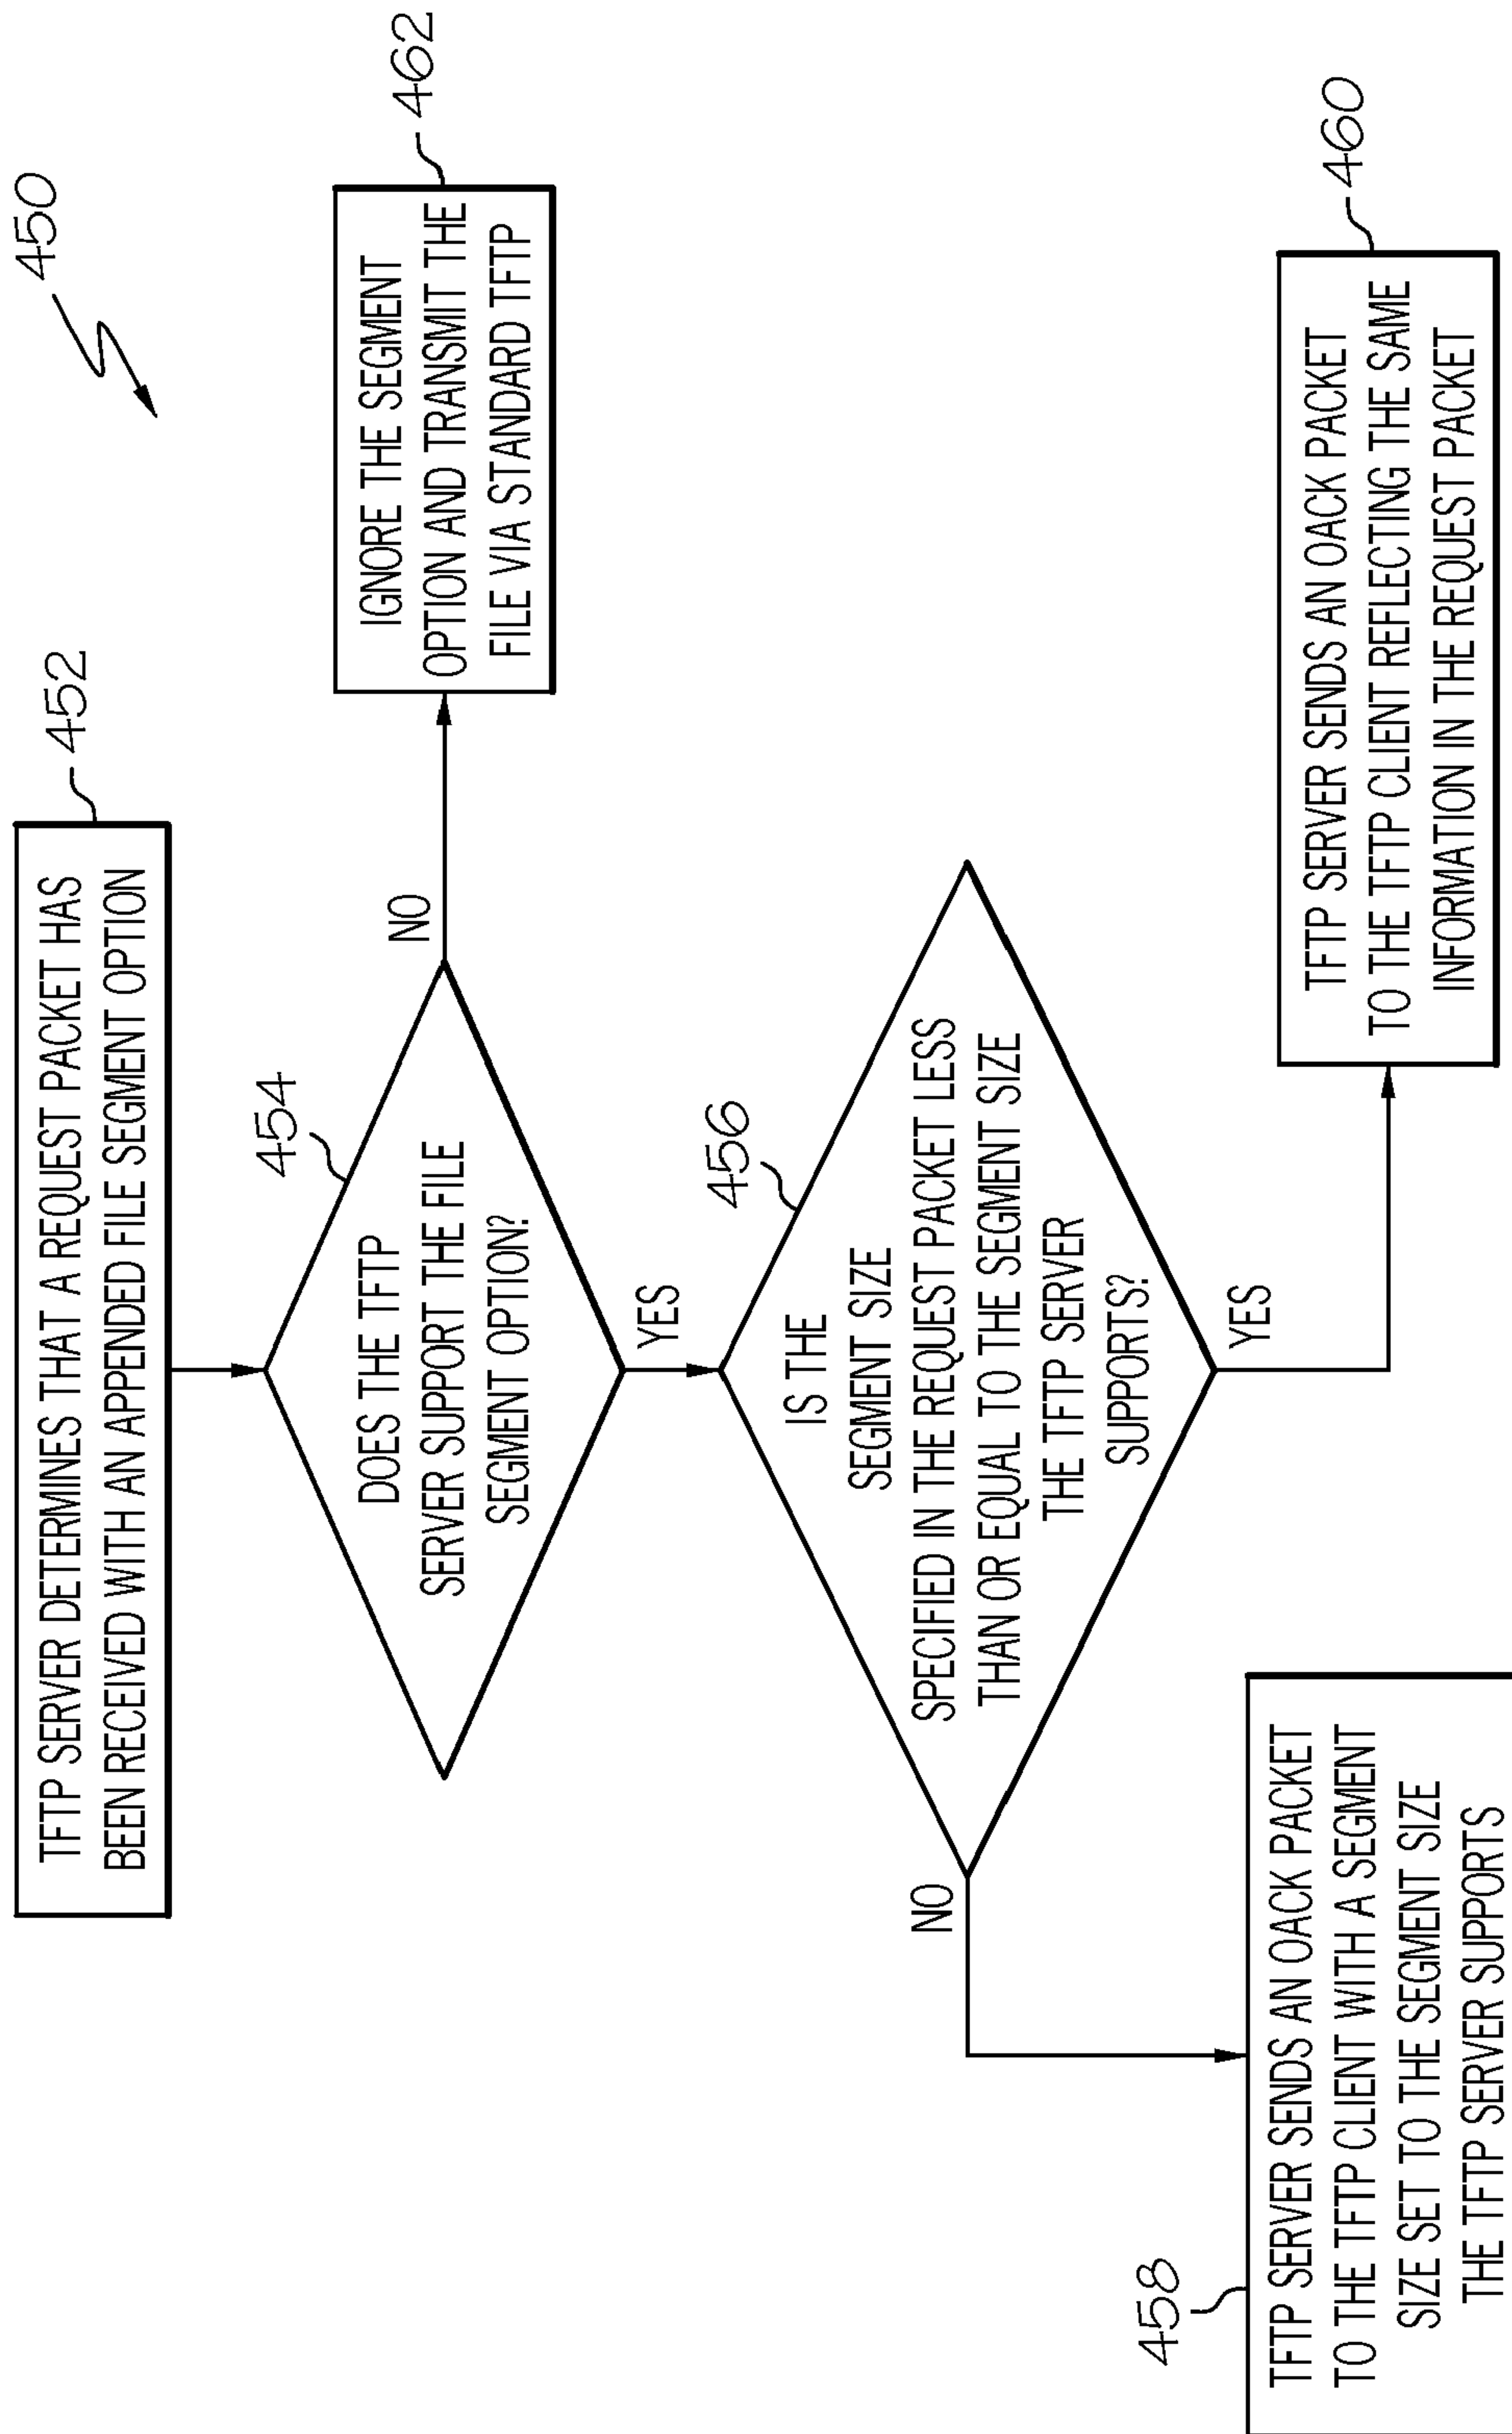 450
452
TFTP SERVER DETERMINES THAT A REQUEST PACKET HAS
BEEN RECEIVED WITH AN APPENDED FILE SEGMENT OPTION
454
DOES THE TFTP
SERVER SUPPORT THE FILE
SEGMENT OPTION?
NO
462
IGNORE THE SEGMENT
OPTION AND TRANSMIT THE
FILE VIA STANDARD TFTP
YES
456
IS THE
SEGMENT SIZE
SPECIFIED IN THE REQUEST PACKET LESS
THAN OR EQUAL TO THE SEGMENT SIZE
THE TFTP SERVER
SUPPORTS?
NO
YES
458
TFTP SERVER SENDS AN OACK PACKET
TO THE TFTP CLIENT WITH A SEGMENT
SIZE SET TO THE SEGMENT SIZE
THE TFTP SERVER SUPPORTS
460
TFTP SERVER SENDS AN OACK PACKET
TO THE TFTP CLIENT REFLECTING THE SAME
INFORMATION IN THE REQUEST PACKET